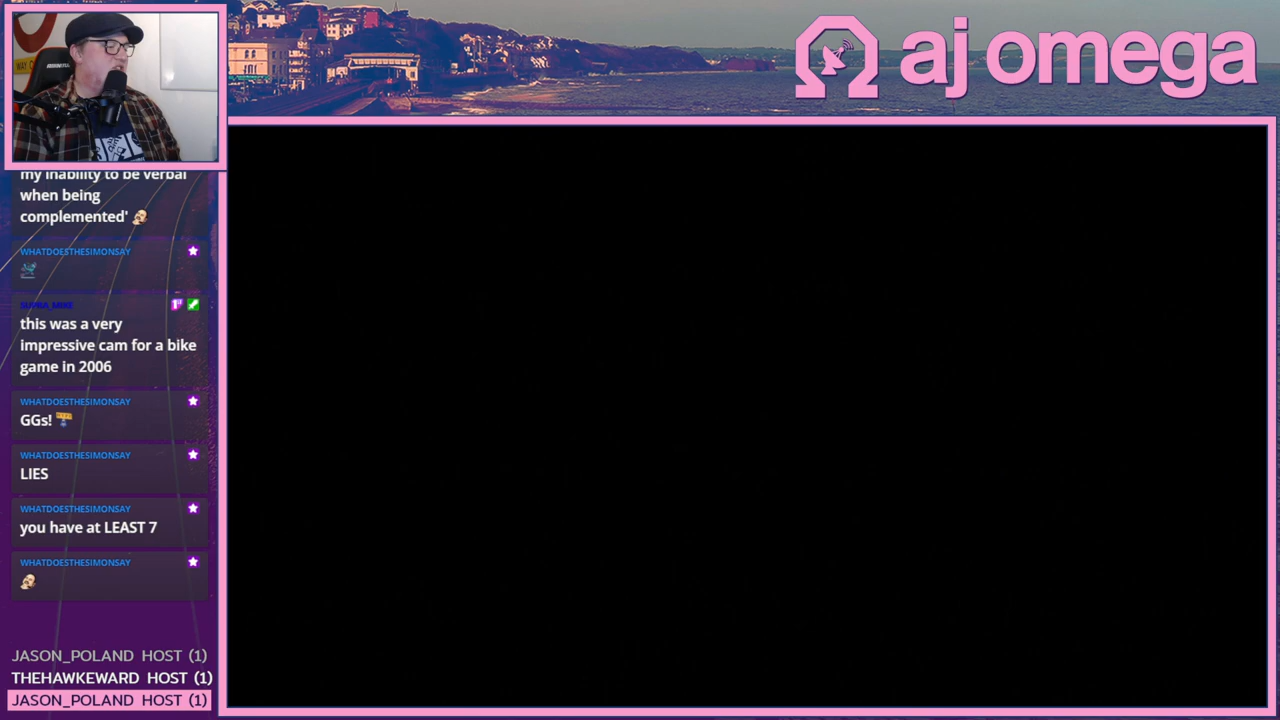 aj omega
my inability to be verbal
when being
complemented'
WHATDOESTHESIMONSAY
this was a very
impressive cam for a bike
game in 2006
WHATDOESTHESIMONSAY
GGs!
WHATDOESTHESIMONSAY
LIES
WHATDOESTHESIMONSAY
you have at LEAST 7
WHATDOESTHESIMONSAY
JASON_POLAND HOST (1)
THEHAWKEWARD HOST (1)
JASON_POLAND HOST (1)